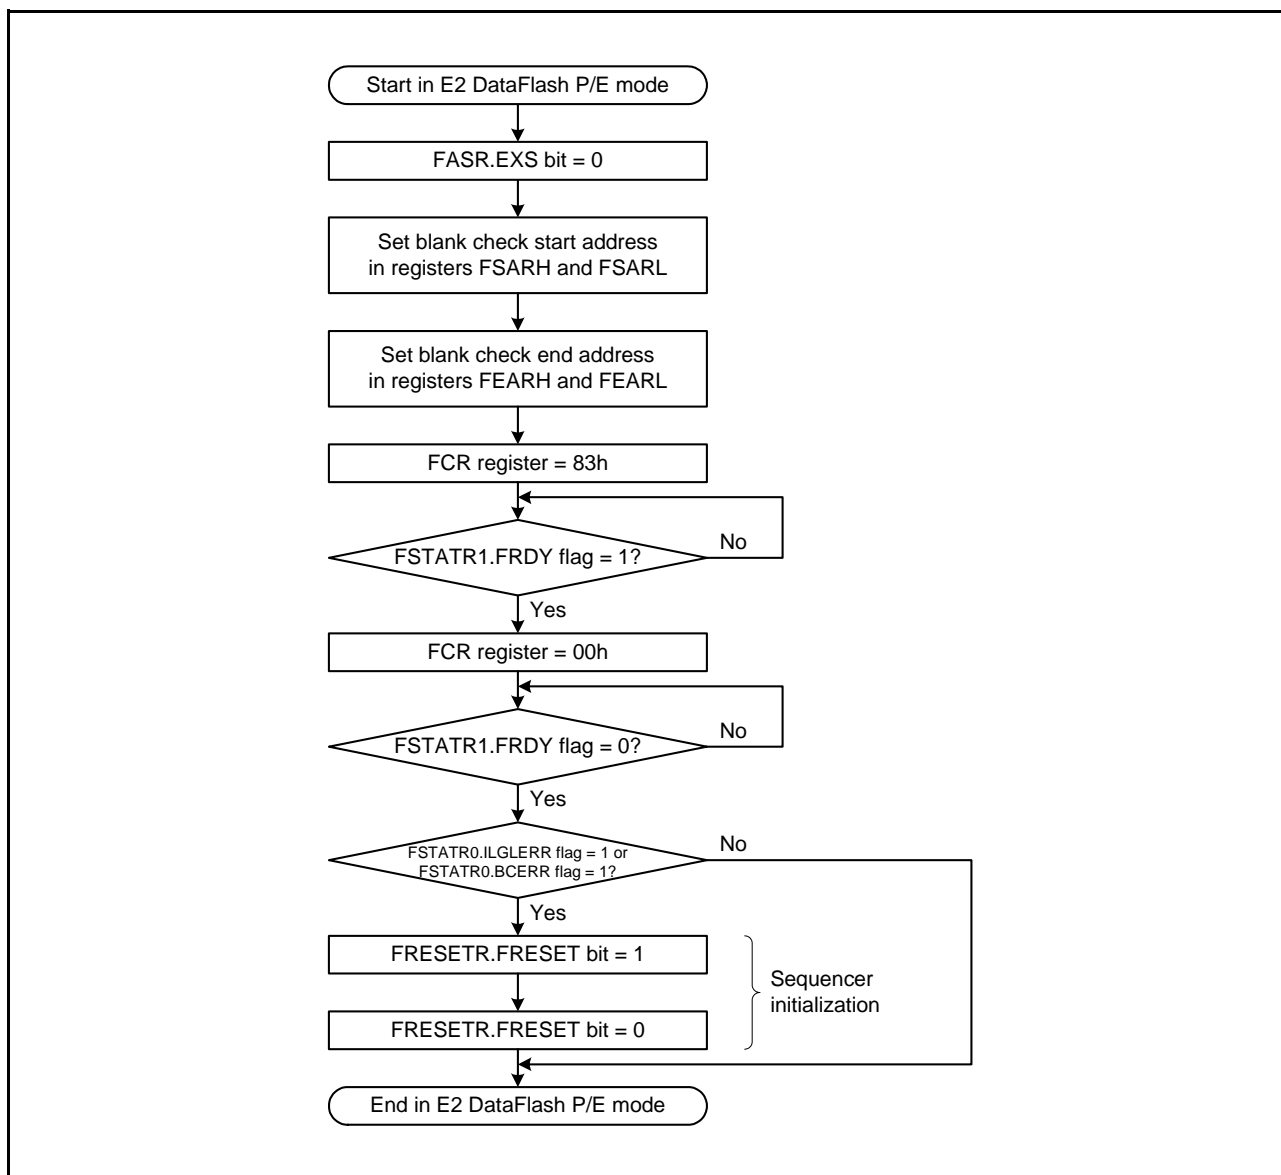 Start in E2 DataFlash P/E mode
FASR.EXS bit = 0
Set blank check start address
in registers FSARH and FSARL
Set blank check end address
in registers FEARH and FEARL
FCR register = 83h
FSTATR1.FRDY flag = 1?
No
Yes
FCR register = 00h
FSTATR1.FRDY flag = 0?
No
Yes
FSTATR0.ILGLERR flag = 1 or
FSTATR0.BCERR flag = 1?
No
Yes
FRESETR.FRESET bit = 1
Sequencer
initialization
FRESETR.FRESET bit = 0
End in E2 DataFlash P/E mode